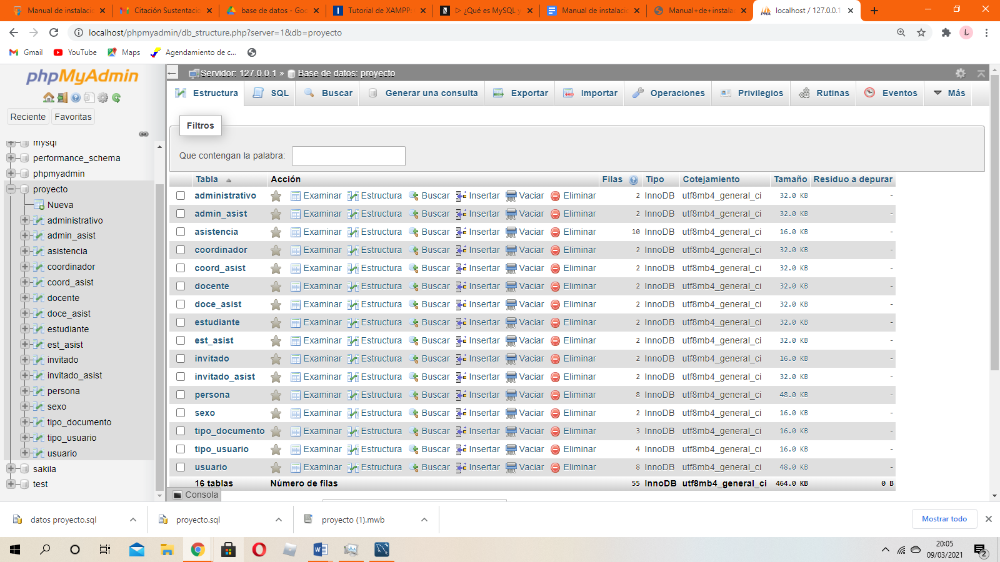 Manual de instalació
Citación Sustentació
base de datos - Goo
Tutorial de XAMPP:
▷ ¿Qué es MySQL y
Manual de instalació
Manual+de+instala
localhost / 127.0.0.1
localhost/phpmyadmin/db_structure.php?server=1&db=proyecto
L
Gmail
YouTube
Maps
Agendamiento de c...
phpMyAdmin
Reciente
Favoritas
mysql
performance_schema
phpmyadmin
proyecto
Nueva
administrativo
admin_asist
asistencia
coordinador
coord_asist
docente
doce_asist
estudiante
est_asist
invitado
invitado_asist
persona
sexo
tipo_documento
tipo_usuario
usuario
sakila
test
Servidor: 127.0.0.1 » Base de datos: proyecto
Estructura SQL Buscar Generar una consulta Exportar Importar Operaciones Privilegios Rutinas Eventos Más
Filtros
Que contengan la palabra:
Tabla Acción Filas Tipo Cotejamiento Tamaño Residuo a depurar
administrativo Examinar Estructura Buscar Insertar Vaciar Eliminar 2 InnoDB utf8mb4_general_ci 32.0 KB -
admin_asist Examinar Estructura Buscar Insertar Vaciar Eliminar 2 InnoDB utf8mb4_general_ci 32.0 KB -
asistencia Examinar Estructura Buscar Insertar Vaciar Eliminar 10 InnoDB utf8mb4_general_ci 16.0 KB -
coordinador Examinar Estructura Buscar Insertar Vaciar Eliminar 2 InnoDB utf8mb4_general_ci 32.0 KB -
coord_asist Examinar Estructura Buscar Insertar Vaciar Eliminar 2 InnoDB utf8mb4_general_ci 32.0 KB -
docente Examinar Estructura Buscar Insertar Vaciar Eliminar 2 InnoDB utf8mb4_general_ci 32.0 KB -
doce_asist Examinar Estructura Buscar Insertar Vaciar Eliminar 2 InnoDB utf8mb4_general_ci 32.0 KB -
estudiante Examinar Estructura Buscar Insertar Vaciar Eliminar 2 InnoDB utf8mb4_general_ci 32.0 KB -
est_asist Examinar Estructura Buscar Insertar Vaciar Eliminar 2 InnoDB utf8mb4_general_ci 32.0 KB -
invitado Examinar Estructura Buscar Insertar Vaciar Eliminar 2 InnoDB utf8mb4_general_ci 16.0 KB -
invitado_asist Examinar Estructura Buscar Insertar Vaciar Eliminar 2 InnoDB utf8mb4_general_ci 32.0 KB -
persona Examinar Estructura Buscar Insertar Vaciar Eliminar 8 InnoDB utf8mb4_general_ci 48.0 KB -
sexo Examinar Estructura Buscar Insertar Vaciar Eliminar 2 InnoDB utf8mb4_general_ci 16.0 KB -
tipo_documento Examinar Estructura Buscar Insertar Vaciar Eliminar 3 InnoDB utf8mb4_general_ci 16.0 KB -
tipo_usuario Examinar Estructura Buscar Insertar Vaciar Eliminar 4 InnoDB utf8mb4_general_ci 16.0 KB -
usuario Examinar Estructura Buscar Insertar Vaciar Eliminar 8 InnoDB utf8mb4_general_ci 48.0 KB -
16 tablas Número de filas 55 InnoDB utf8mb4_general_ci 464.0 KB 0 B
Consola
datos proyecto.sql
proyecto.sql
proyecto (1).mwb
Mostrar todo
20:05
09/03/2021
2